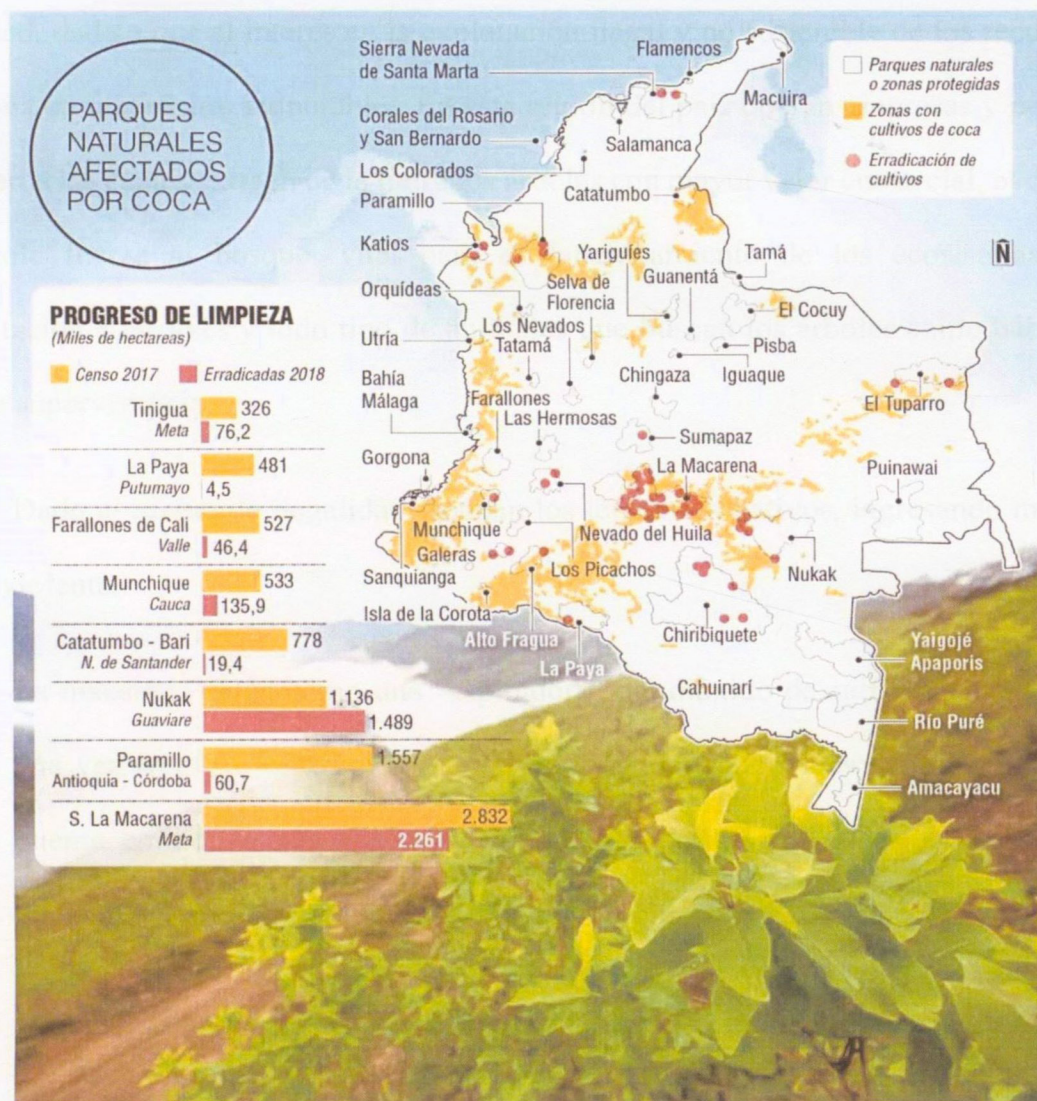 PARQUES
NATURALES
AFECTADOS
POR COCA
Sierra Nevada
de Santa Marta
Flamencos
Macuira
Corales del Rosario
y San Bernardo
Salamanca
Los Colorados
Catatumbo
Paramillo
Katios
Yariguíes
Guanentá
Tamá
Orquídeas
Selva de
Florencia
El Cocuy
Los Nevados
Utría
Tatamá
Pisba
Iguaque
Chingaza
Bahía
Málaga
Farallones
Las Hermosas
El Tuparro
Sumapaz
Gorgona
La Macarena
Puinawai
Munchique
Nevado del Huila
Galeras
Sanquianga
Los Picachos
Nukak
Isla de la Corota
Alto Fragua
Chiribiquete
La Paya
Yaigojé
Apaporis
Cahuinarí
Río Puré
Amacayacu
Parques naturales
o zonas protegidas
Zonas con
cultivos de coca
Erradicación de
cultivos
Ñ
PROGRESO DE LIMPIEZA
(Miles de hectareas)
Censo 2017 Erradicadas 2018
Tinigua 326
Meta 76,2
La Paya 481
Putumayo 4,5
Farallones de Cali 527
Valle 46,4
Munchique 533
Cauca 135,9
Catatumbo - Bari 778
N. de Santander 19,4
Nukak 1.136
Guaviare 1.489
Paramillo 1.557
Antioquia - Córdoba 60,7
S. La Macarena 2.832
Meta 2.261